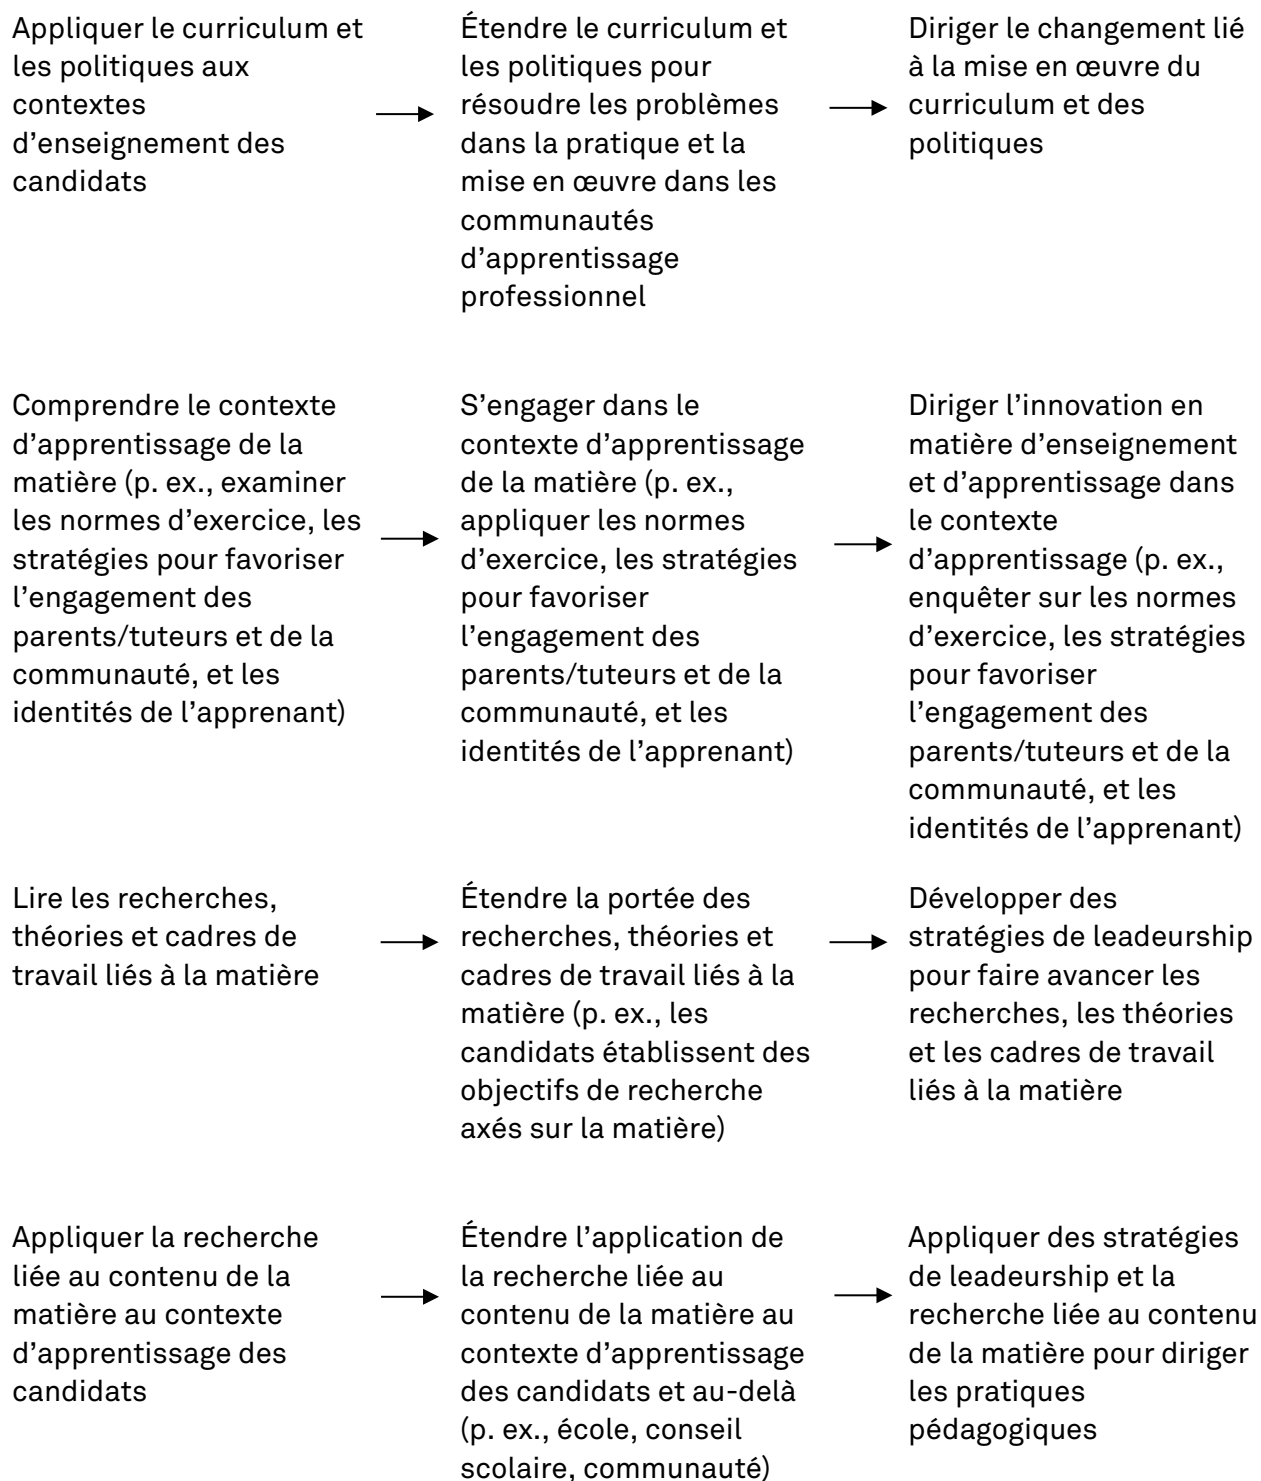 Appliquer le curriculum et
les politiques aux
contextes
d’enseignement des
candidats
Étendre le curriculum et
les politiques pour
résoudre les problèmes
dans la pratique et la
mise en œuvre dans les
communautés
d’apprentissage
professionnel
Diriger le changement lié
à la mise en œuvre du
curriculum et des
politiques
Comprendre le contexte
d’apprentissage de la
matière (p. ex., examiner
les normes d’exercice, les
stratégies pour favoriser
l’engagement des
parents/tuteurs et de la
communauté, et les
identités de l’apprenant)
S’engager dans le
contexte d’apprentissage
de la matière (p. ex.,
appliquer les normes
d’exercice, les stratégies
pour favoriser
l’engagement des
parents/tuteurs et de la
communauté, et les
identités de l’apprenant)
Diriger l’innovation en
matière d’enseignement
et d’apprentissage dans
le contexte
d’apprentissage (p. ex.,
enquêter sur les normes
d’exercice, les stratégies
pour favoriser
l’engagement des
parents/tuteurs et de la
communauté, et les
identités de l’apprenant)
Lire les recherches,
théories et cadres de
travail liés à la matière
Étendre la portée des
recherches, théories et
cadres de travail liés à la
matière (p. ex., les
candidats établissent des
objectifs de recherche
axés sur la matière)
Développer des
stratégies de leadeurship
pour faire avancer les
recherches, les théories
et les cadres de travail
liés à la matière
Appliquer la recherche
liée au contenu de la
matière au contexte
d’apprentissage des
candidats
Étendre l’application de
la recherche liée au
contenu de la matière au
contexte d’apprentissage
des candidats et au-delà
(p. ex., école, conseil
scolaire, communauté)
Appliquer des stratégies
de leadeurship et la
recherche liée au contenu
de la matière pour diriger
les pratiques
pédagogiques